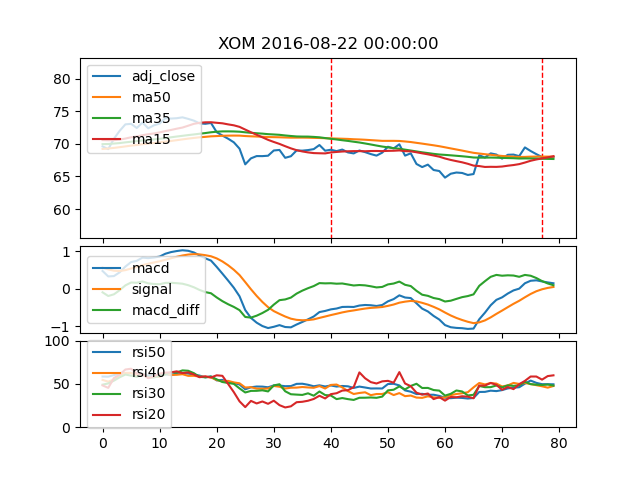 XOM 2016-08-22 00:00:00
80
75
70
65
60
adj_close
ma50
ma35
ma15
1
0
−1
macd
signal
macd_diff
100
50
0
rsi50
rsi40
rsi30
rsi20
0 10 20 30 40 50 60 70 80